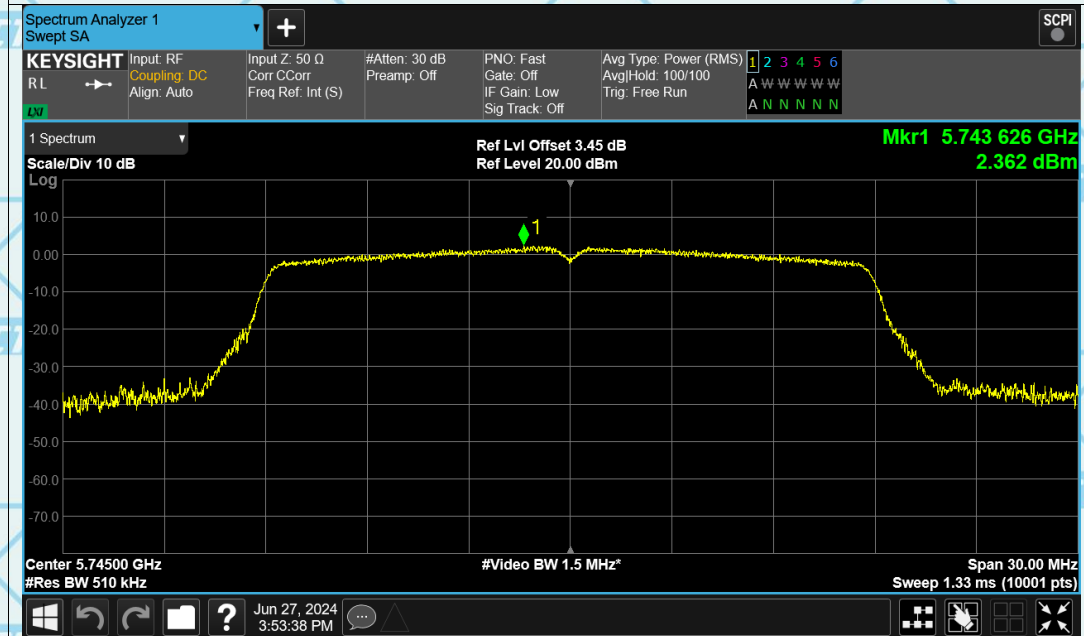 Spectrum Analyzer 1
Swept SA
+
SCPI
KEYSIGHT
RL
LXI
Input: RF
Coupling: DC
Align: Auto
Input Z: 50 Ω
Corr CCorr
Freq Ref: Int (S)
#Atten: 30 dB
Preamp: Off
PNO: Fast
Gate: Off
IF Gain: Low
Sig Track: Off
Avg Type: Power (RMS)
Avg|Hold: 100/100
Trig: Free Run
1 2 3 4 5 6
A W W W W W
A N N N N N
1 Spectrum
Scale/Div 10 dB
Log
Ref Lvl Offset 3.45 dB
Ref Level 20.00 dBm
Mkr1 5.743 626 GHz
2.362 dBm
10.0
0.00
-10.0
-20.0
-30.0
-40.0
-50.0
-60.0
-70.0
1
Center 5.74500 GHz
#Res BW 510 kHz
#Video BW 1.5 MHz*
Span 30.00 MHz
Sweep 1.33 ms (10001 pts)
?
Jun 27, 2024
3:53:38 PM